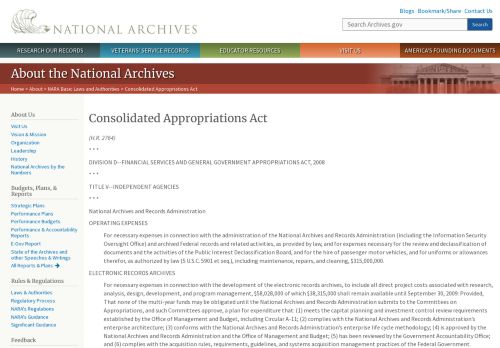 Blogs · Bookmark/Share · Contact Us
NATIONAL ARCHIVES
Search Archives.gov
Search
RESEARCH OUR RECORDS
VETERANS' SERVICE RECORDS
EDUCATOR RESOURCES
VISIT US
AMERICA'S FOUNDING DOCUMENTS
About the National Archives
Home > About > NARA Basic Laws and Authorities > Consolidated Appropriations Act
About Us
Visit Us
Vision & Mission
Organization
Leadership
History
National Archives by the
Numbers
Budgets, Plans, &
Reports
Strategic Plans
Performance Plans
Performance Budgets
Performance & Accountability
Reports
E-Gov Report
State of the Archives and
other Speeches & Writings
All Reports & Plans
Rules & Regulations
Laws & Authorities
Regulatory Process
NARA's Regulations
NARA's Guidance
Significant Guidance
Feedback
Consolidated Appropriations Act
(H.R. 2764)
* * *
DIVISION D--FINANCIAL SERVICES AND GENERAL GOVERNMENT APPROPRIATIONS ACT, 2008
* * *
TITLE V--INDEPENDENT AGENCIES
* * *
National Archives and Records Administration
OPERATING EXPENSES
For necessary expenses in connection with the administration of the National Archives and Records Administration (including the Information Security
Oversight Office) and archived Federal records and related activities, as provided by law, and for expenses necessary for the review and declassification of
documents and the activities of the Public Interest Declassification Board, and for the hire of passenger motor vehicles, and for uniforms or allowances
therefor, as authorized by law (5 U.S.C. 5901 et seq.), including maintenance, repairs, and cleaning, $315,000,000.
ELECTRONIC RECORDS ARCHIVES
For necessary expenses in connection with the development of the electronic records archives, to include all direct project costs associated with research,
analysis, design, development, and program management, $58,028,000 of which $38,315,000 shall remain available until September 30, 2009: Provided,
That none of the multi-year funds may be obligated until the National Archives and Records Administration submits to the Committees on
Appropriations, and such Committees approve, a plan for expenditure that: (1) meets the capital planning and investment control review requirements
established by the Office of Management and Budget, including Circular A-11; (2) complies with the National Archives and Records Administration's
enterprise architecture; (3) conforms with the National Archives and Records Administration's enterprise life cycle methodology; (4) is approved by the
National Archives and Records Administration and the Office of Management and Budget; (5) has been reviewed by the Government Accountability Office;
and (6) complies with the acquisition rules, requirements, guidelines, and systems acquisition management practices of the Federal Government.